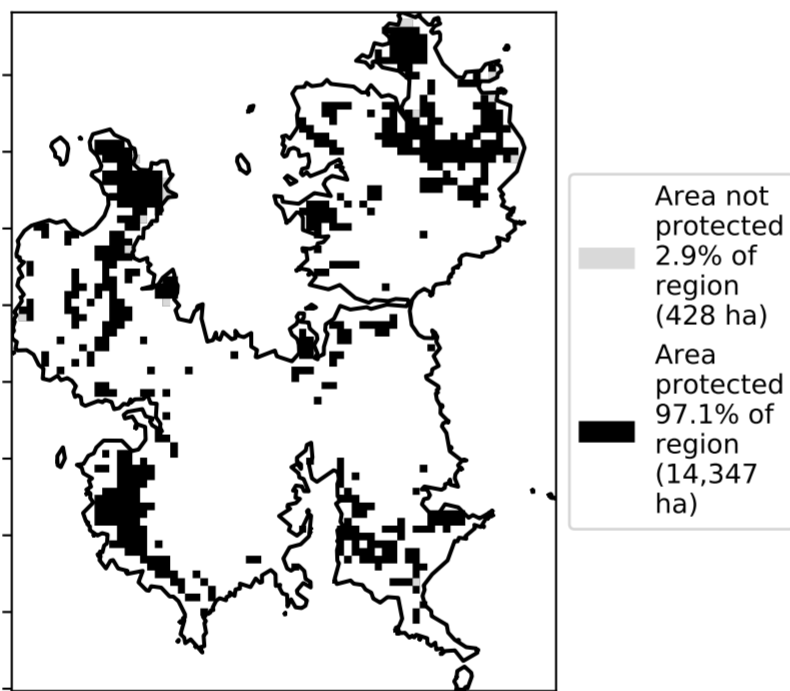 Area not
protected
2.9% of
region
(428 ha)
Area
protected
97.1% of
region
(14,347
ha)